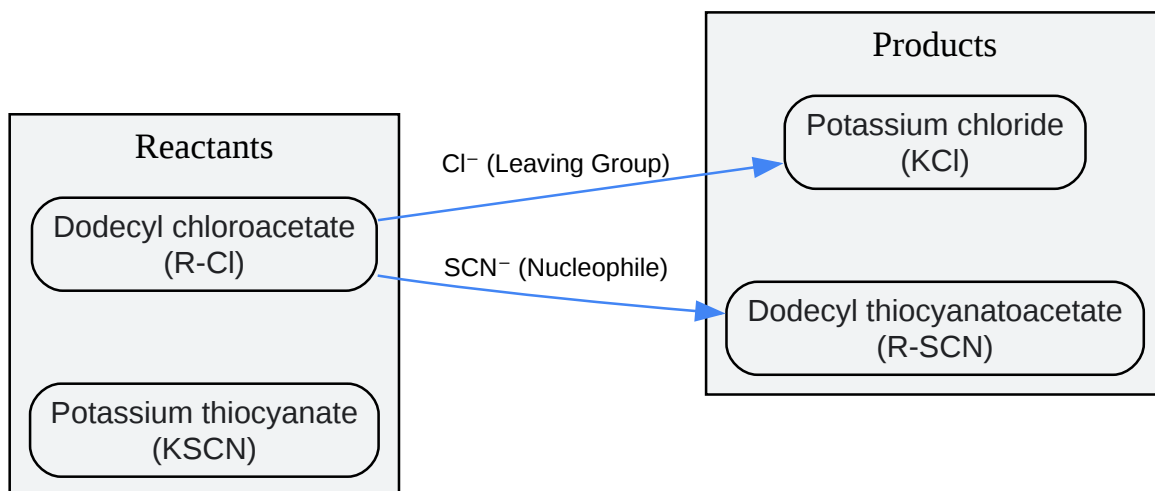 Reactants
Dodecyl chloroacetate
(R-Cl)
Potassium thiocyanate
(KSCN)
Cl⁻ (Leaving Group)
SCN⁻ (Nucleophile)
Products
Potassium chloride
(KCl)
Dodecyl thiocyanatoacetate
(R-SCN)